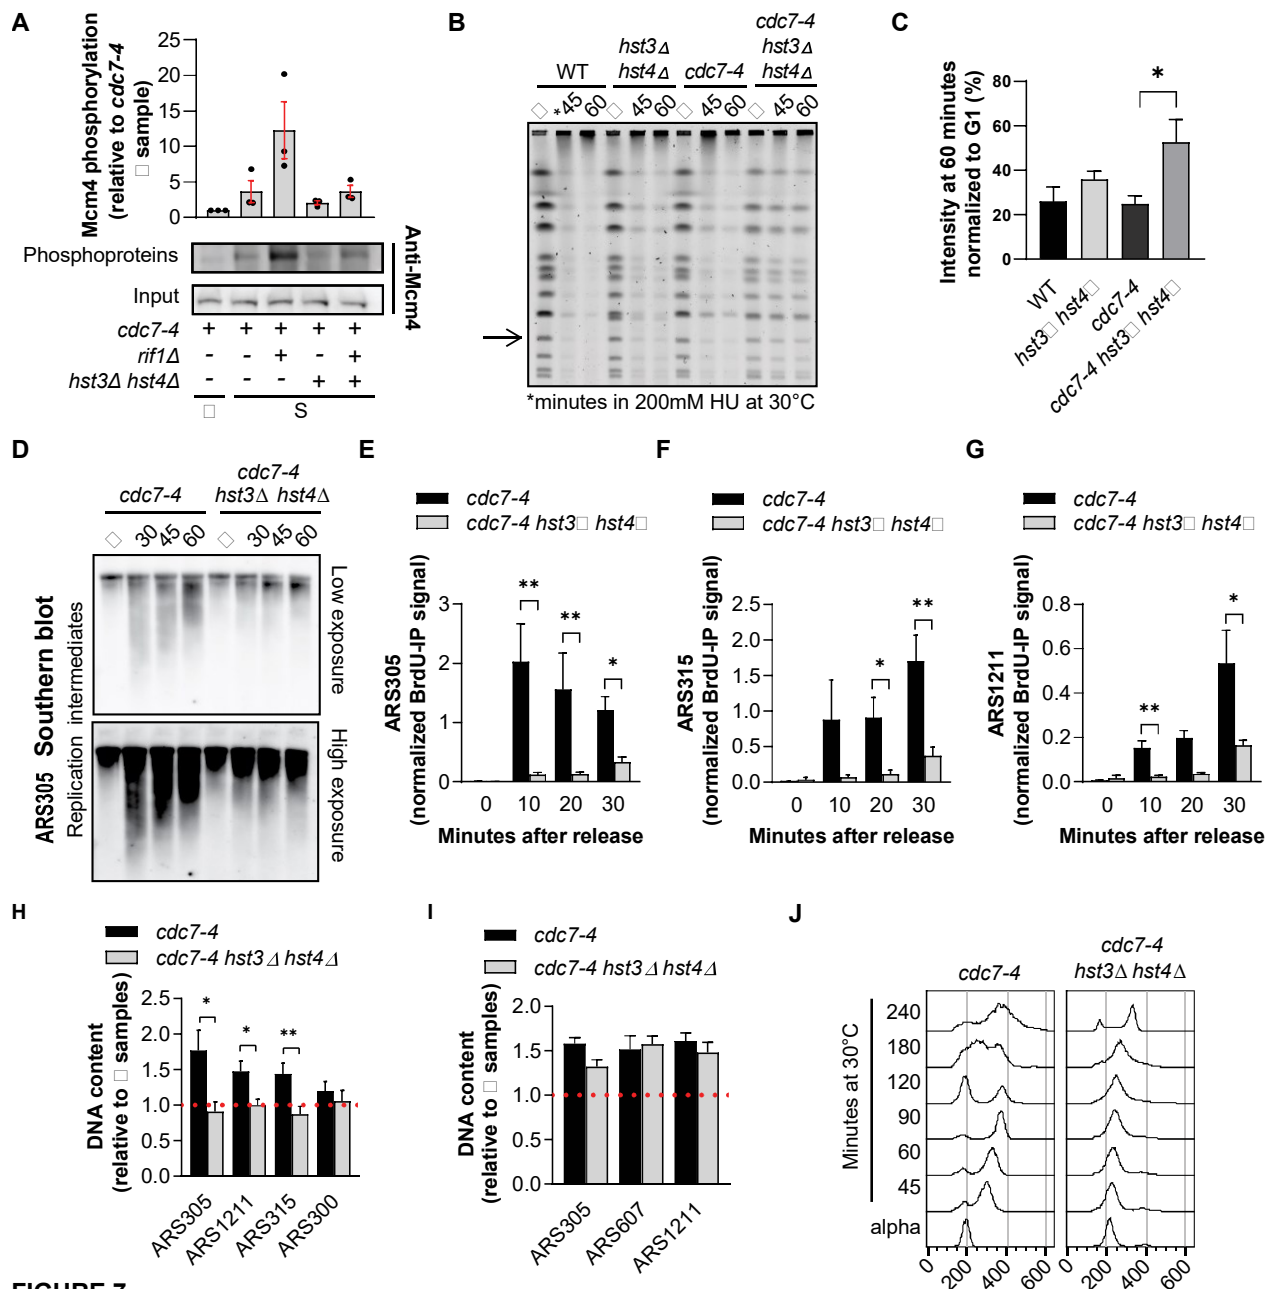 A
Mcm4 phosphorylation
(relative to cdc7-4
□ sample)
25
20
15
10
5
0
Phosphoproteins
Input
Anti-Mcm4
cdc7-4 + + + + +
rif1Δ - - + - +
hst3Δ hst4Δ - - - + +
□ S
B
WT
hst3Δ
hst4Δ
cdc7-4
cdc7-4
hst3Δ
hst4Δ
◇ *45 60 ◇ 45 60 ◇ 45 60 ◇ 45 60
*minutes in 200mM HU at 30°C
C
Intensity at 60 minutes
normalized to G1 (%)
80
60
40
20
0
*
WT
hst3□ hst4□
cdc7-4
cdc7-4 hst3□ hst4□
D
cdc7-4
cdc7-4
hst3Δ hst4Δ
◇ 30 45 60 ◇ 30 45 60
ARS305 Southern blot
Replication intermediates
Low exposure
High exposure
E
cdc7-4
cdc7-4 hst3□ hst4□
ARS305
(normalized BrdU-IP signal)
3
2
1
0
** ** *
0 10 20 30
Minutes after release
F
cdc7-4
cdc7-4 hst3□ hst4□
ARS315
(normalized BrdU-IP signal)
2.5
2.0
1.5
1.0
0.5
0.0
* **
0 10 20 30
Minutes after release
G
cdc7-4
cdc7-4 hst3□ hst4□
ARS1211
(normalized BrdU-IP signal)
0.8
0.6
0.4
0.2
0.0
** *
0 10 20 30
Minutes after release
H
cdc7-4
cdc7-4 hst3Δ hst4Δ
DNA content
(relative to □ samples)
2.5
2.0
1.5
1.0
0.5
0.0
* * **
ARS305
ARS1211
ARS315
ARS300
I
cdc7-4
cdc7-4 hst3Δ hst4Δ
DNA content
(relative to □ samples)
2.0
1.5
1.0
0.5
0.0
ARS305
ARS607
ARS1211
J
cdc7-4
cdc7-4
hst3Δ hst4Δ
Minutes at 30°C
240
180
120
90
60
45
alpha
0 200 400 600 0 200 400 600
FIGURE 7